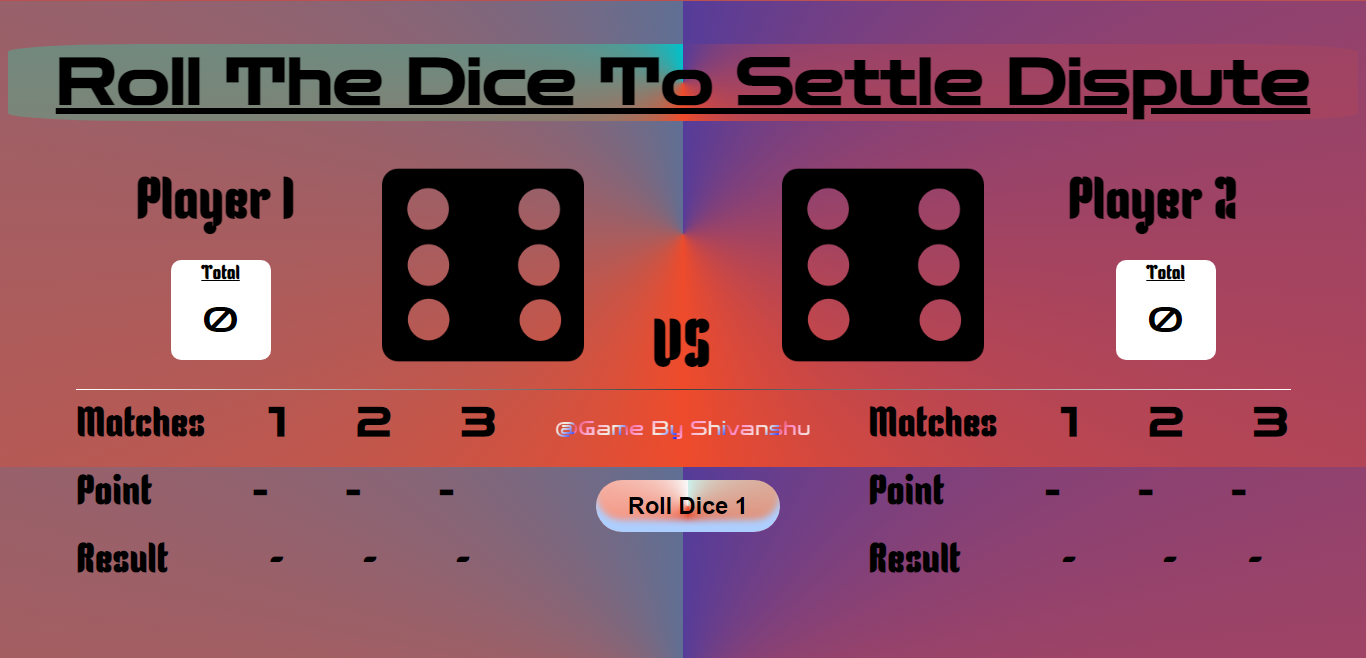 Roll The Dice To Settle Dispute
Player 1
Total
0
VS
Player 2
Total
0
Matches 1 2 3
Point - - -
Result - - -
@Game By Shivanshu
Roll Dice 1
Matches 1 2 3
Point - - -
Result - - -